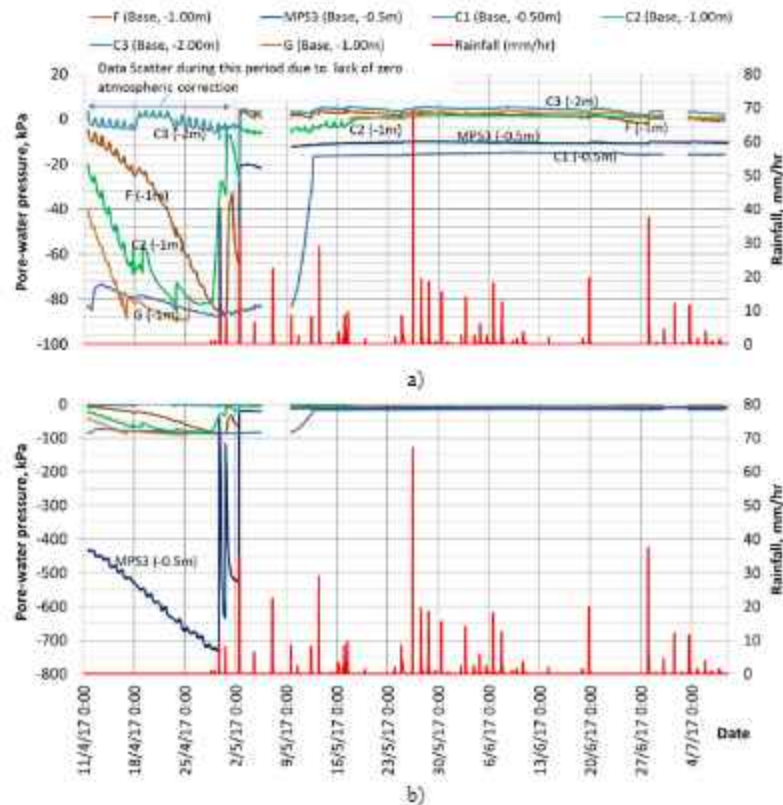 F (Base, -1.00m) MPS3 (Base, -0.5m) C1 (Base, -0.50m) C2 (Base, -1.00m)
C3 (Base, -2.00m) G (Base, -1.00m) Rainfall (mm/hr)
Data Scatter during this period due to lack of zero
atmospheric correction
20 80
0 70
-20 60
50
-40 40
-60 30
20
-80 10
-100 0
Pore-water pressure, kPa
Rainfall, mm/hr
C3 (-2m)
C3 (-2m)
C2 (-1m)
F (-1m)
MPS3 (-0.5m)
C1 (-0.5m)
F (-1m)
C2 (-1m)
G (-1m)
a)
0 80
-100 70
-200 60
-300 50
-400 40
-500 30
-600 20
-700 10
-800 0
Pore-water pressure, kPa
Rainfall, mm/hr
MPS3 (-0.5m)
11/4/17 0:00
18/4/17 0:00
25/4/17 0:00
2/5/17 0:00
9/5/17 0:00
16/5/17 0:00
23/5/17 0:00
30/5/17 0:00
6/6/17 0:00
13/6/17 0:00
20/6/17 0:00
27/6/17 0:00
4/7/17 0:00
Date
b)